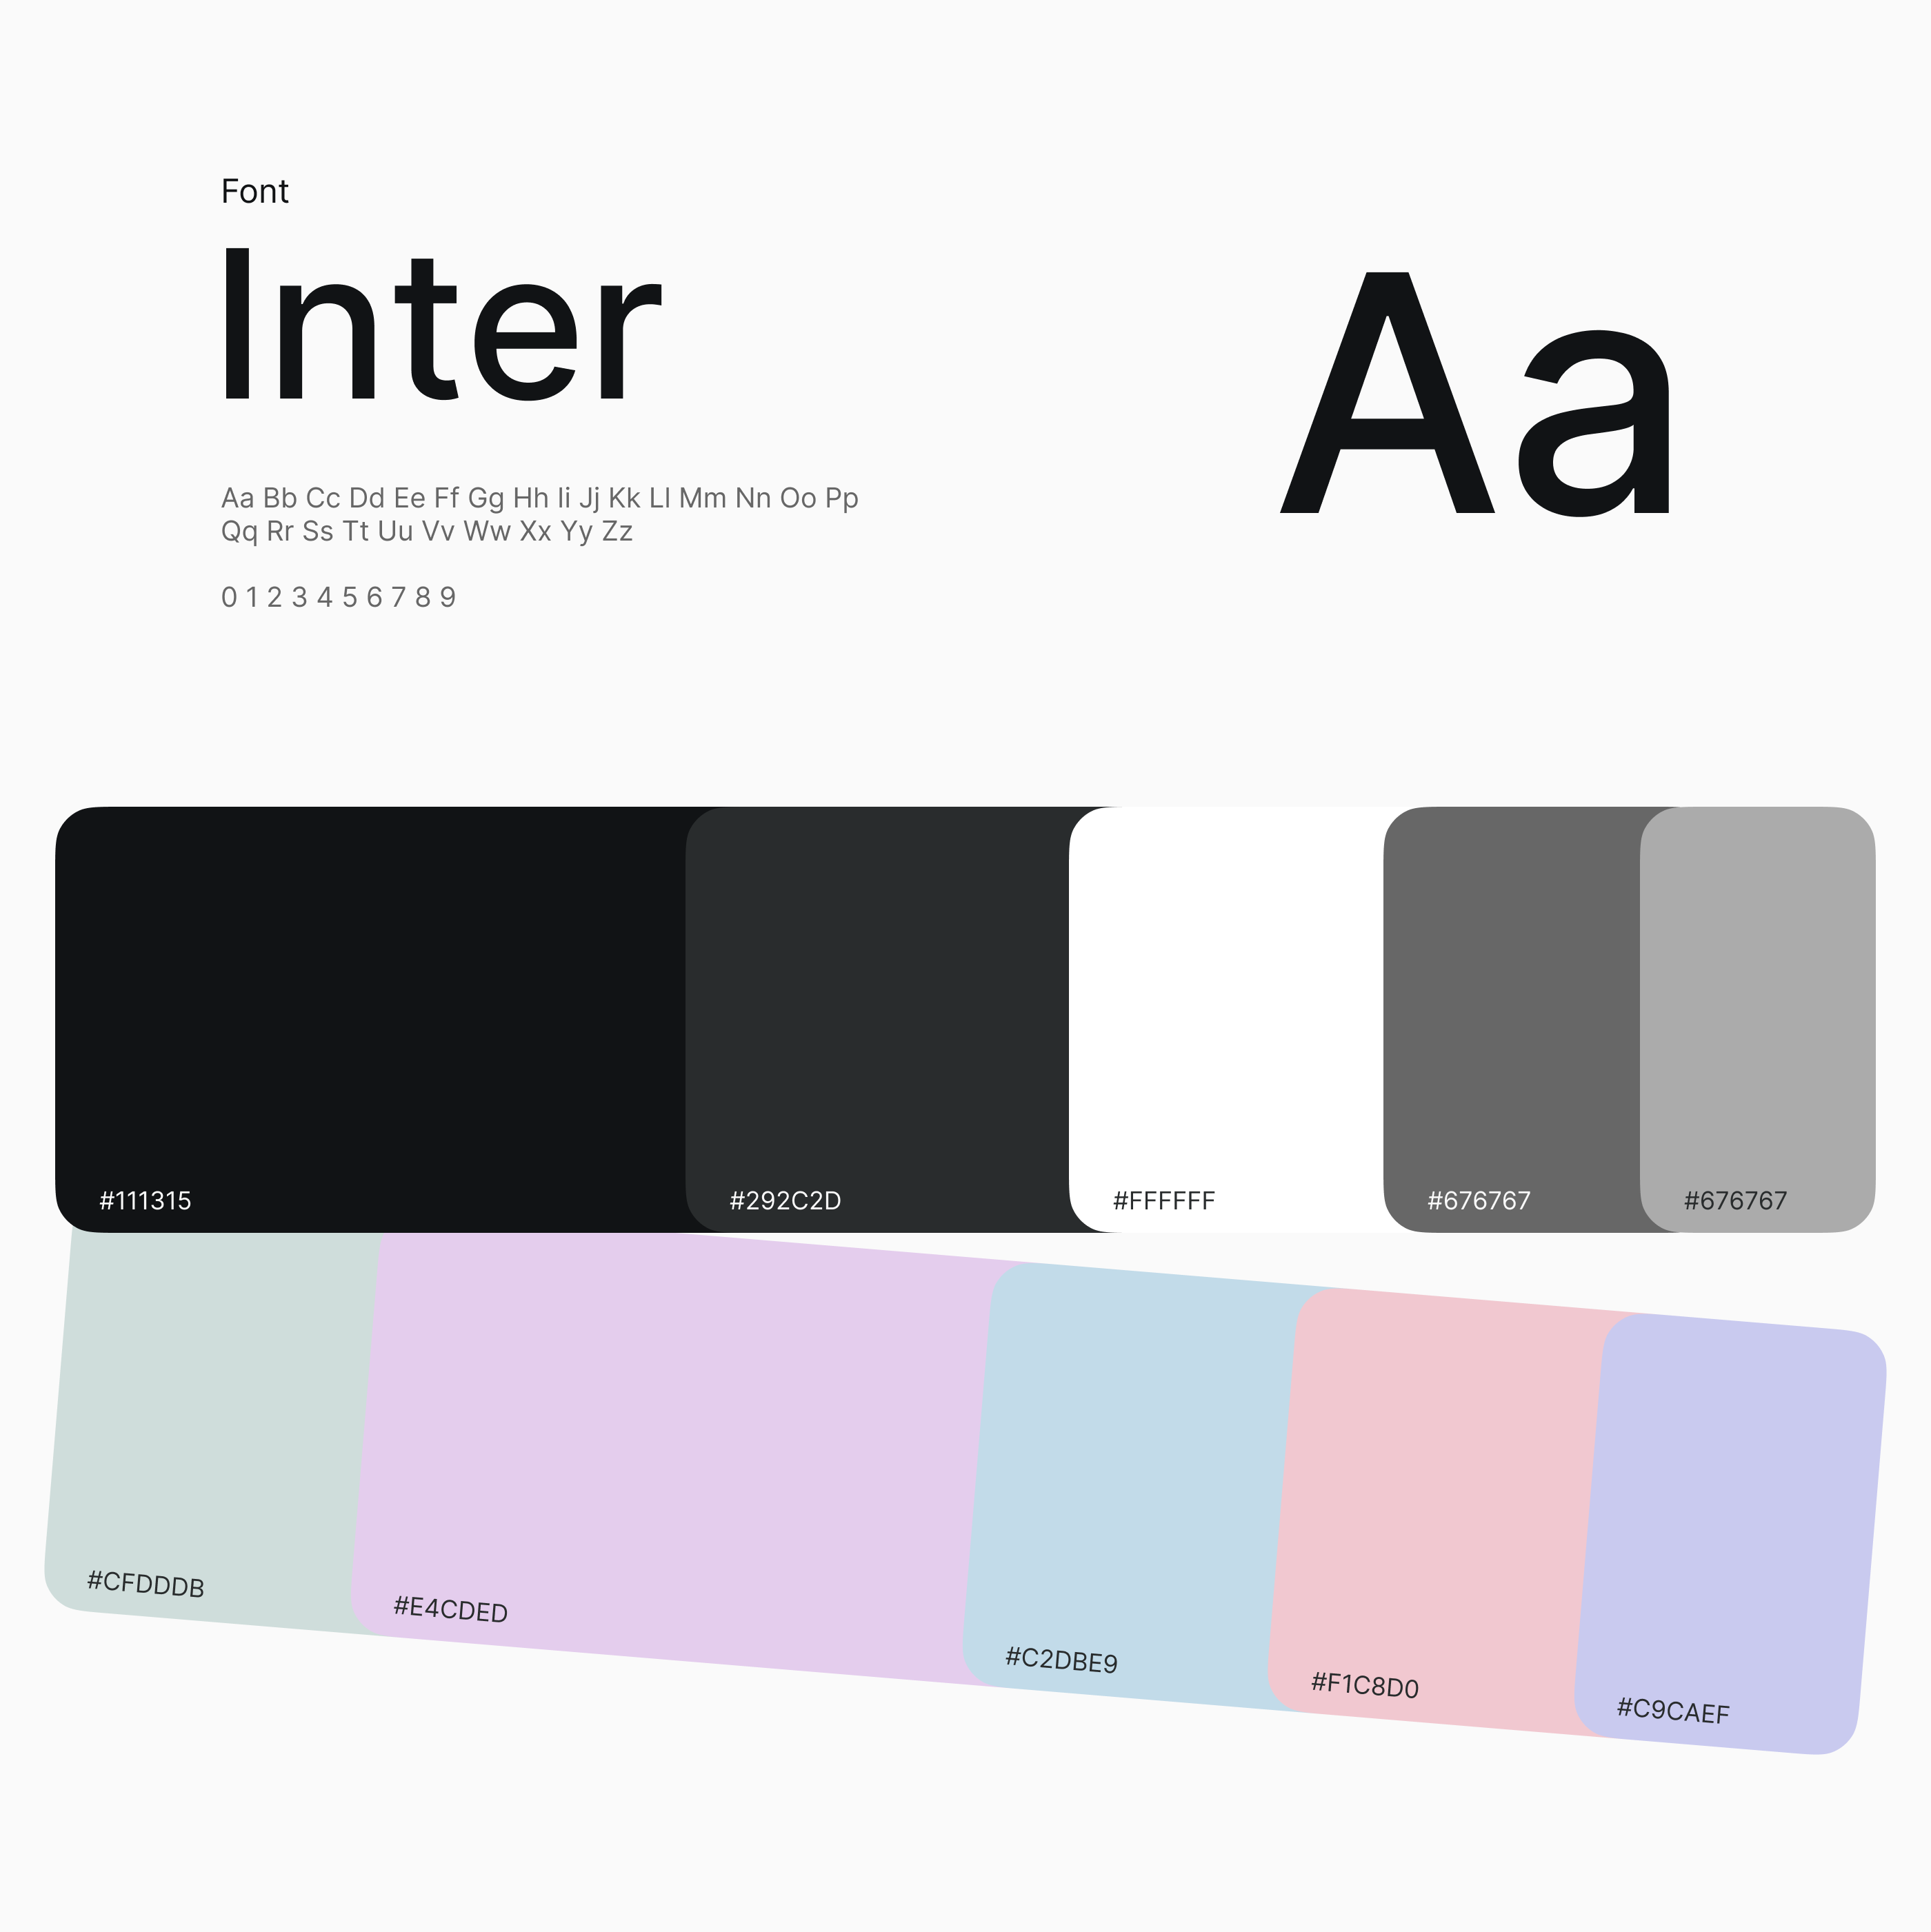 Font
Inter
Aa
Aa Bb Cc Dd Ee Ff Gg Hh Ii Jj Kk Ll Mm Nn Oo Pp
Qq Rr Ss Tt Uu Vv Ww Xx Yy Zz
0 1 2 3 4 5 6 7 8 9
#111315
#292C2D
#FFFFFF
#676767
#676767
#CFDDDB
#E4CDED
#C2DBE9
#F1C8D0
#C9CAEF